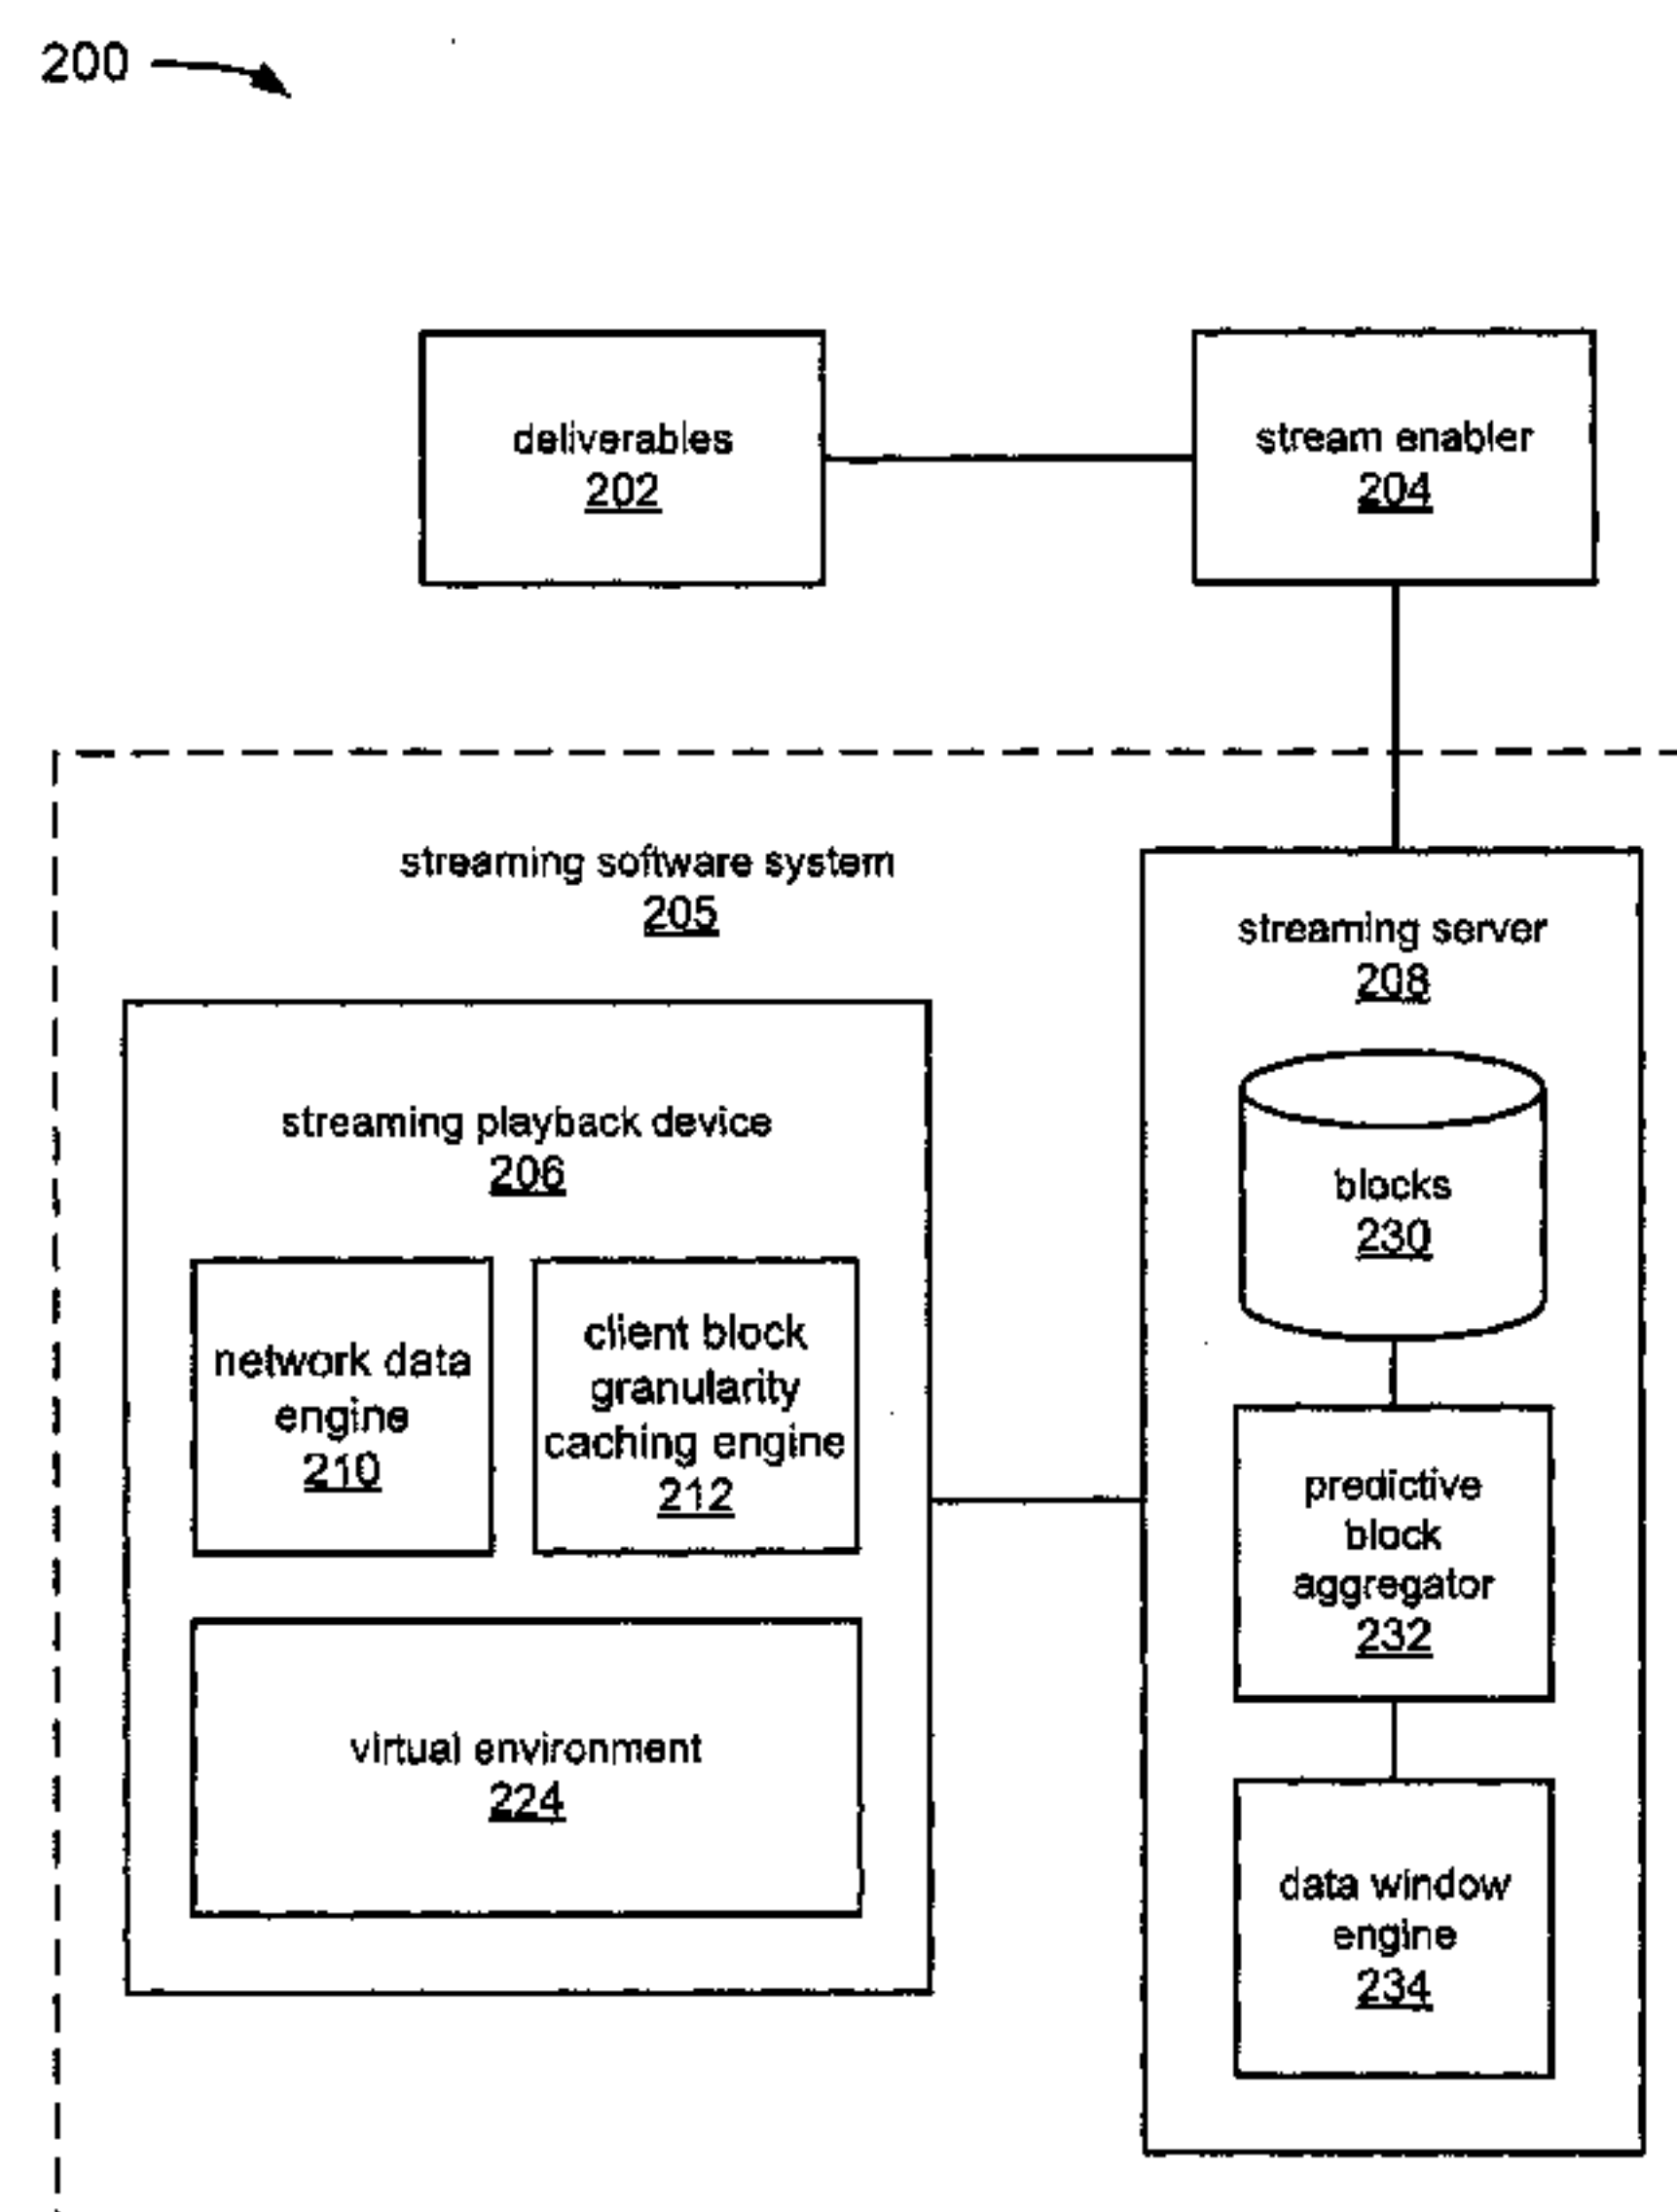 200
deliverables
202
stream enabler
204
streaming software system
205
streaming server
208
streaming playback device
206
blocks
230
network data
engine
210
client block
granularity
caching engine
212
predictive
block
aggregator
232
virtual environment
224
data window
engine
234